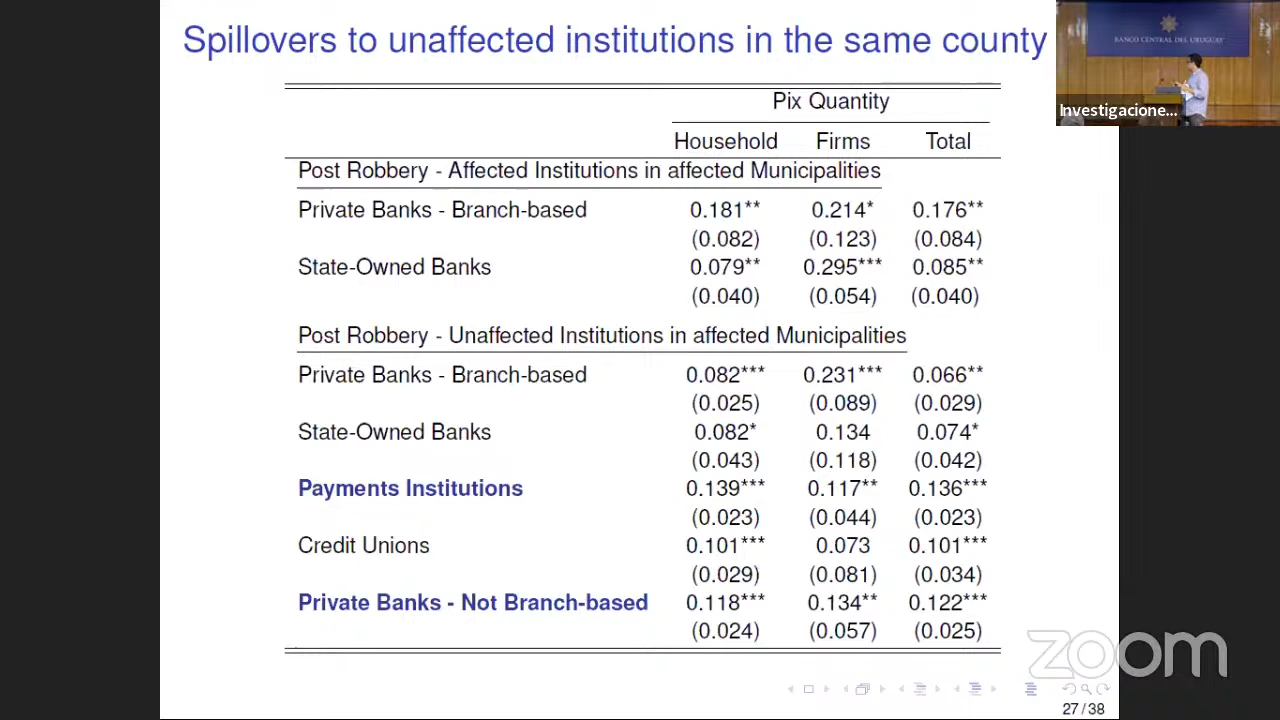 Spillovers to unaffected institutions in the same county
BANCO CENTRAL DEL URUGUAY
Investigacione...
Pix Quantity
Household Firms Total
Post Robbery - Affected Institutions in affected Municipalities
Private Banks - Branch-based 0.181** 0.214* 0.176**
(0.082) (0.123) (0.084)
State-Owned Banks 0.079** 0.295*** 0.085**
(0.040) (0.054) (0.040)
Post Robbery - Unaffected Institutions in affected Municipalities
Private Banks - Branch-based 0.082*** 0.231*** 0.066**
(0.025) (0.089) (0.029)
State-Owned Banks 0.082* 0.134 0.074*
(0.043) (0.118) (0.042)
Payments Institutions 0.139*** 0.117** 0.136***
(0.023) (0.044) (0.023)
Credit Unions 0.101*** 0.073 0.101***
(0.029) (0.081) (0.034)
Private Banks - Not Branch-based 0.118*** 0.134** 0.122***
(0.024) (0.057) (0.025)
zoom
27 / 38